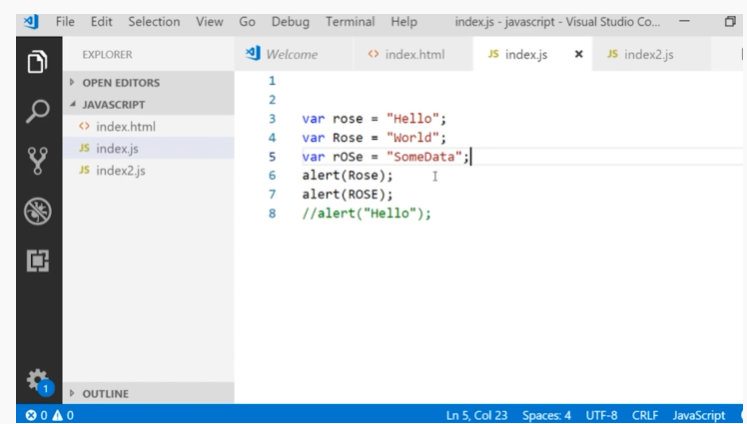 File Edit Selection View Go Debug Terminal Help index.js - javascript - Visual Studio Co...
EXPLORER
Welcome index.html JS index.js × JS index2.js
OPEN EDITORS
JAVASCRIPT
index.html
JS index.js
JS index2.js
1
2
3 var rose = "Hello";
4 var Rose = "World";
5 var rOSe = "SomeData";
6 alert(Rose);
7 alert(ROSE);
8 //alert("Hello");
1
OUTLINE
0 0 Ln 5, Col 23 Spaces: 4 UTF-8 CRLF JavaScript